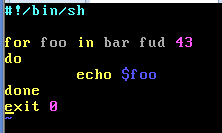 #!/bin/sh
for foo in bar fud 43
do
        echo $foo
done
exit 0
~